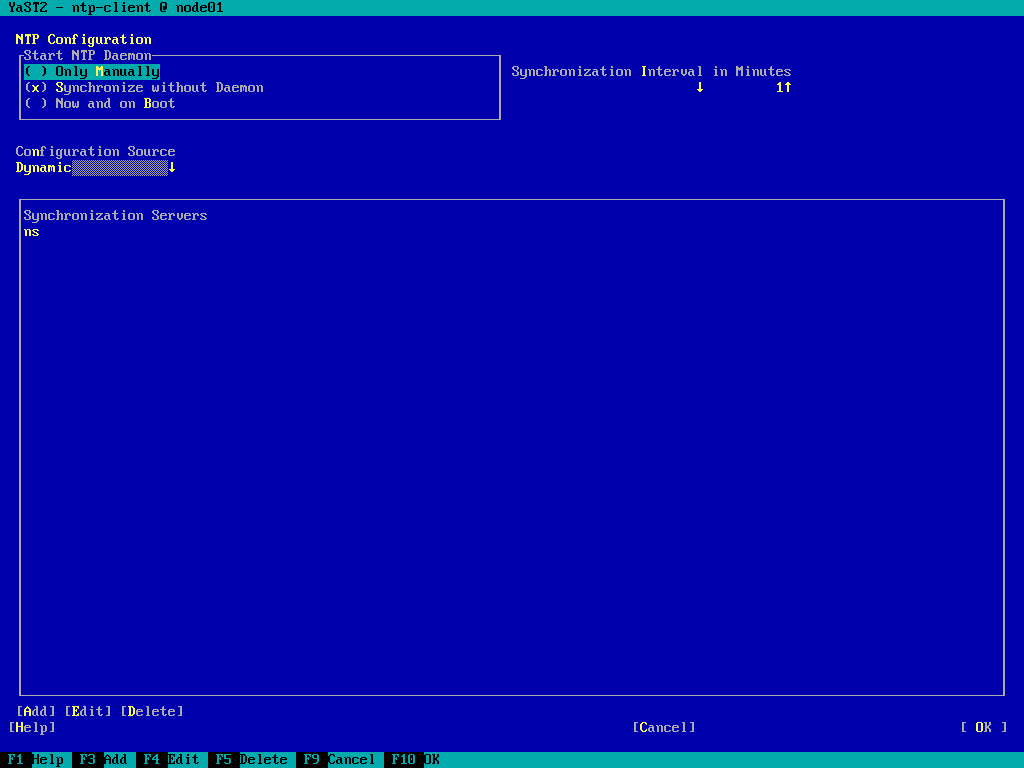 YaST2 - ntp-client @ node01
NTP Configuration
Start NTP Daemon
( ) Only Manually
(x) Synchronize without Daemon
( ) Now and on Boot
Synchronization Interval in Minutes
↓ 1↑
Configuration Source
Dynamic ↓
Synchronization Servers
ns
[Add] [Edit] [Delete]
[Help] [Cancel] [ OK ]
F1 Help F3 Add F4 Edit F5 Delete F9 Cancel F10 OK